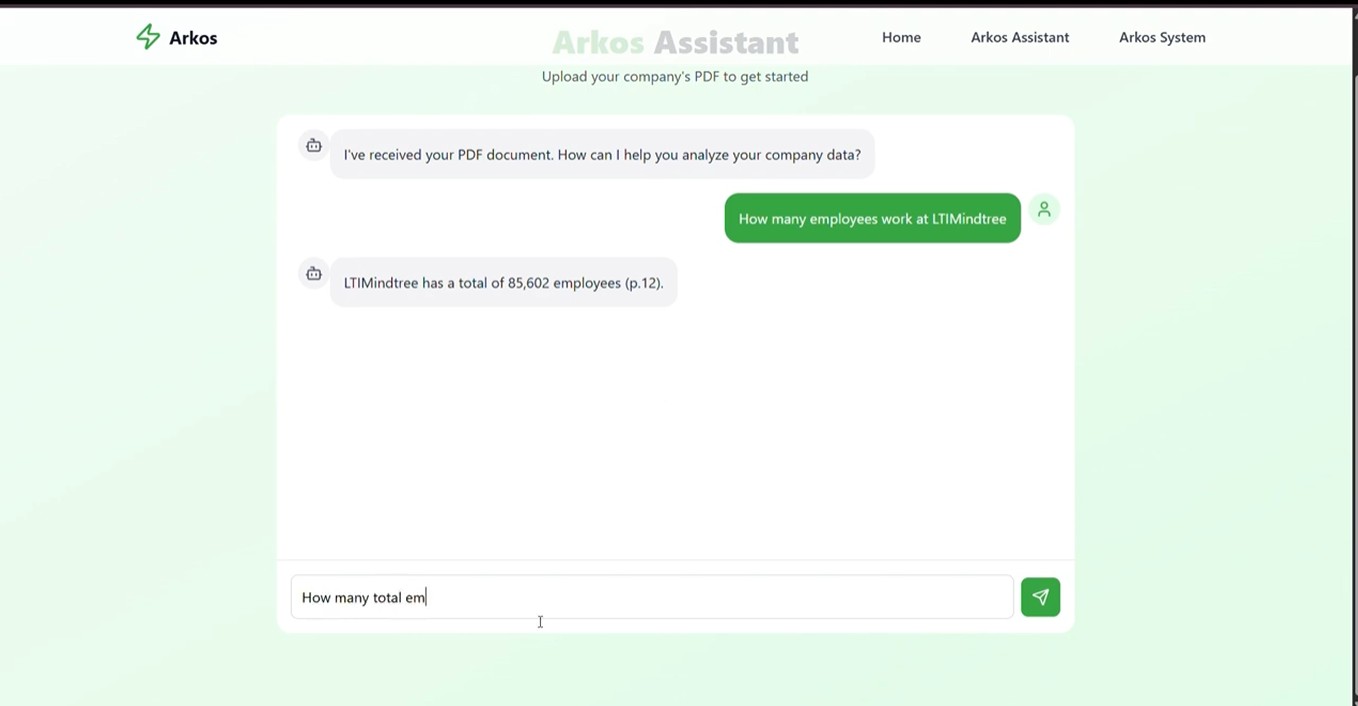 Arkos
Arkos Assistant
Home
Arkos Assistant
Arkos System
Upload your company's PDF to get started
I've received your PDF document. How can I help you analyze your company data?
How many employees work at LTIMindtree
LTIMindtree has a total of 85,602 employees (p.12).
How many total em